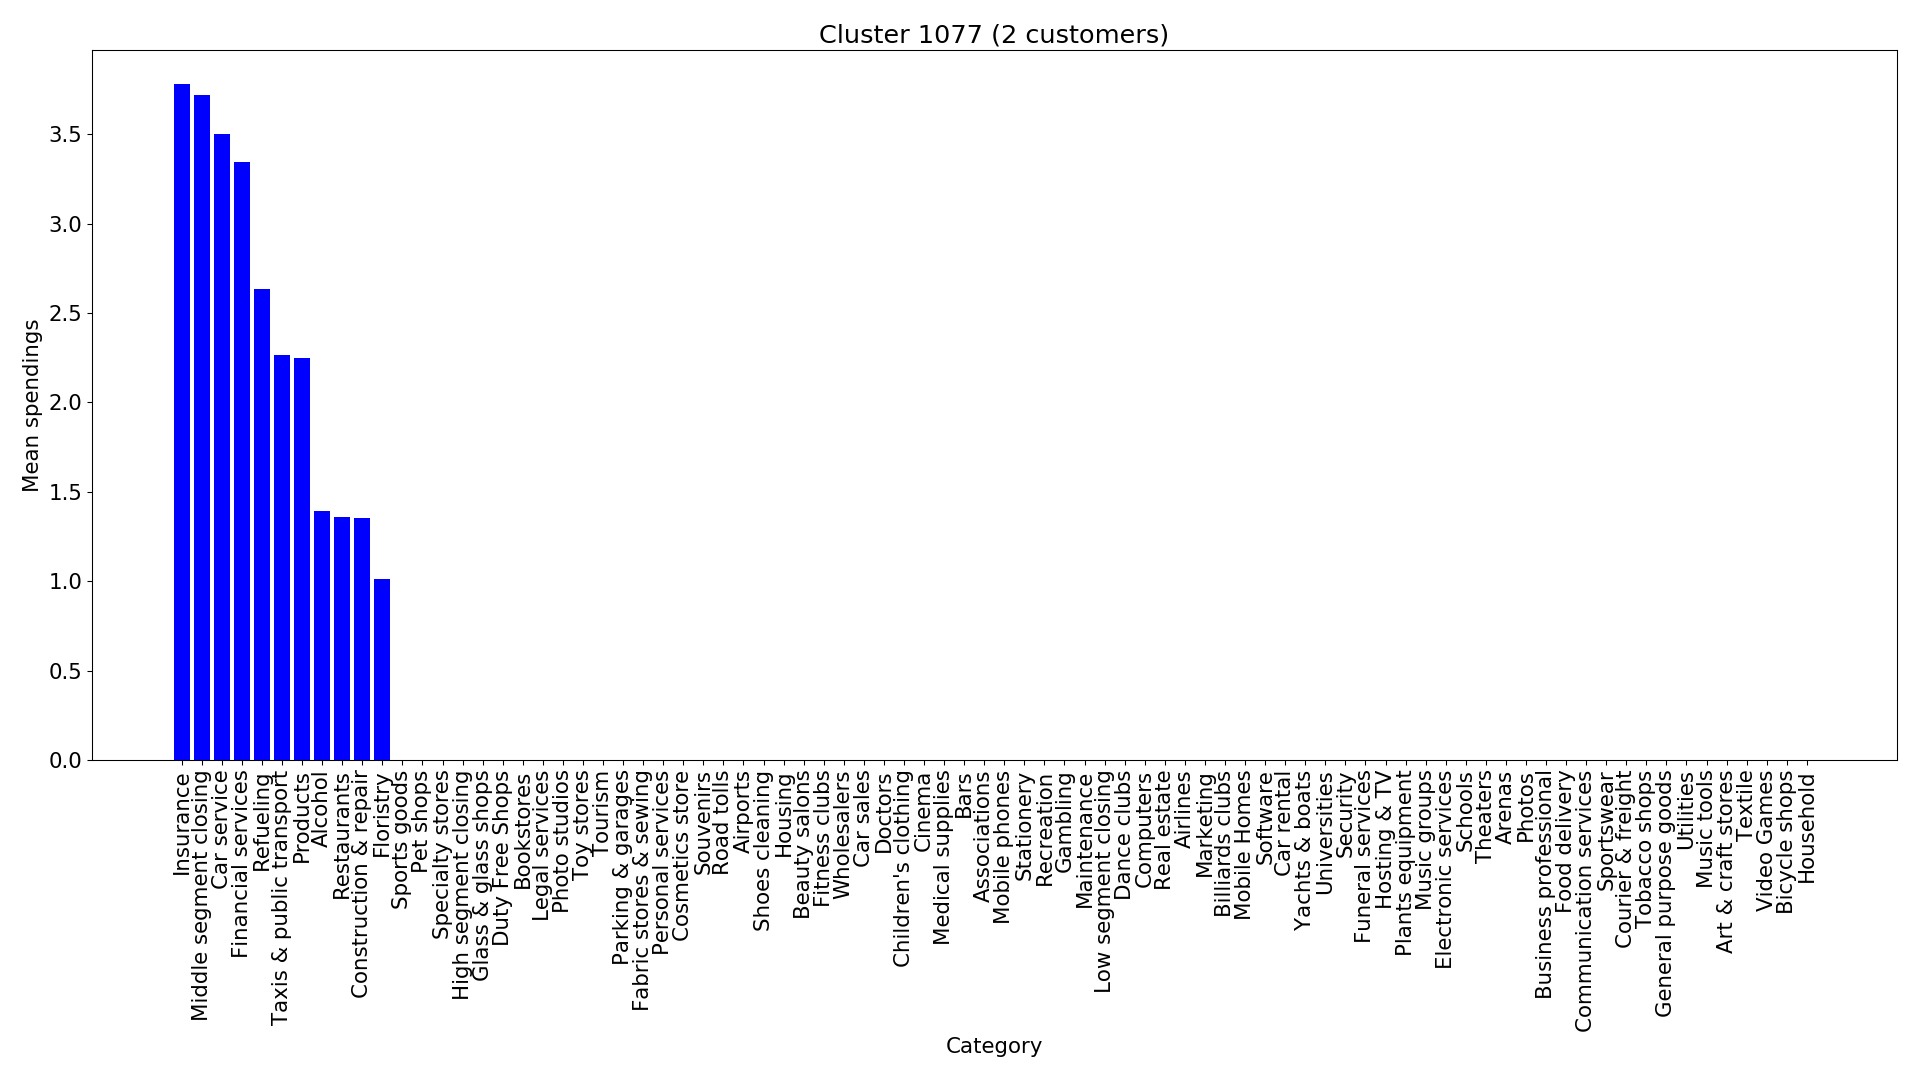 Cluster 1077 (2 customers)
Mean spendings
3.5
3.0
2.5
2.0
1.5
1.0
0.5
0.0
Insurance
Middle segment closing
Car service
Financial services
Refueling
Taxis & public transport
Products
Alcohol
Restaurants
Construction & repair
Floristry
Sports goods
Pet shops
Specialty stores
High segment closing
Glass & glass shops
Duty Free Shops
Bookstores
Legal services
Photo studios
Toy stores
Tourism
Parking & garages
Fabric stores & sewing
Personal services
Cosmetics store
Souvenirs
Road tolls
Airports
Shoes cleaning
Housing
Beauty salons
Fitness clubs
Wholesalers
Car sales
Doctors
Children's clothing
Cinema
Medical supplies
Bars
Associations
Mobile phones
Stationery
Recreation
Gambling
Maintenance
Low segment closing
Dance clubs
Computers
Real estate
Airlines
Marketing
Billiards clubs
Mobile Homes
Software
Car rental
Yachts & boats
Universities
Security
Funeral services
Hosting & TV
Plants equipment
Music groups
Electronic services
Schools
Theaters
Arenas
Photos
Business professional
Food delivery
Communication services
Sportswear
Courier & freight
Tobacco shops
General purpose goods
Utilities
Music tools
Art & craft stores
Textile
Video Games
Bicycle shops
Household
Category